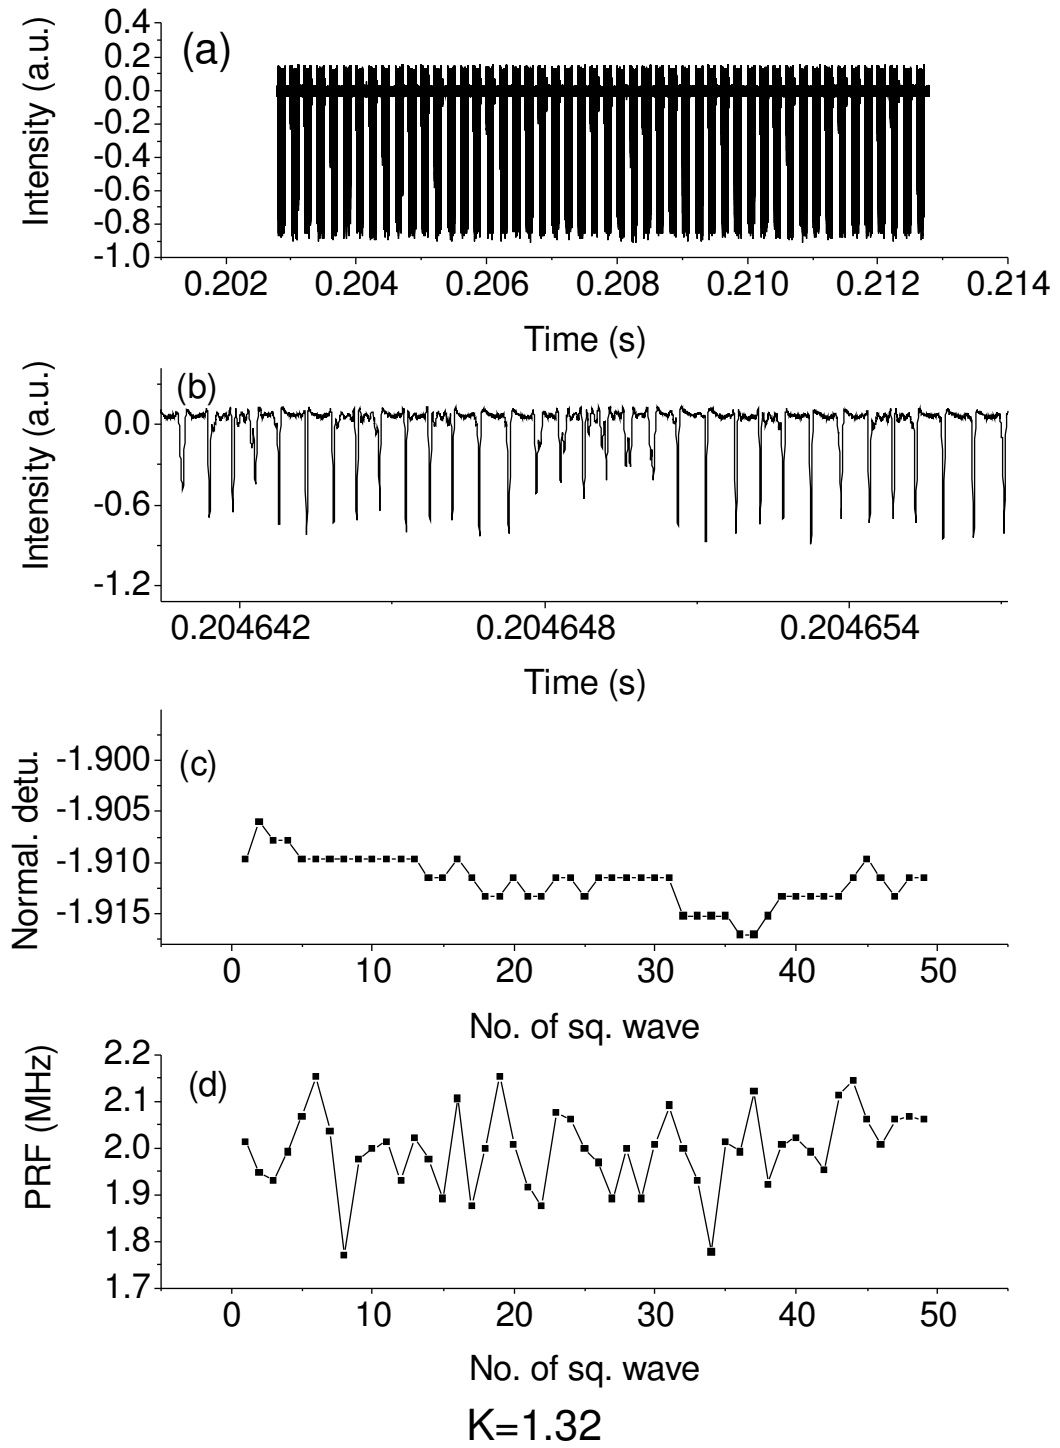 Intensity (a.u.)
0.4
0.2
0.0
-0.2
-0.4
-0.6
-0.8
-1.0
(a)
0.202 0.204 0.206 0.208 0.210 0.212 0.214
Time (s)
Intensity (a.u.)
0.0
-0.6
-1.2
(b)
0.204642 0.204648 0.204654
Time (s)
Normal. detu.
-1.900
-1.905
-1.910
-1.915
(c)
0 10 20 30 40 50
No. of sq. wave
PRF (MHz)
2.2
2.1
2.0
1.9
1.8
1.7
(d)
0 10 20 30 40 50
No. of sq. wave
K=1.32